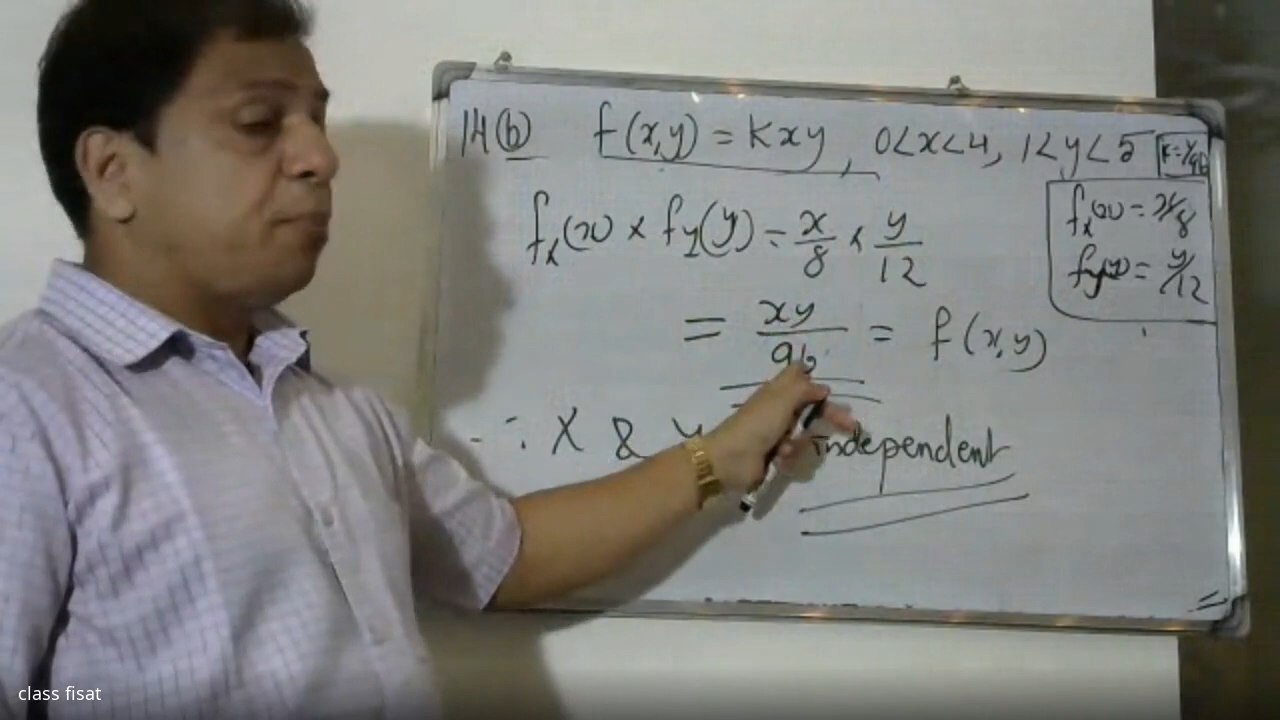 14(b) f(x,y) = Kxy, 0<x<4, 1<y<5 K=1/96
fx(x) = x/8
fy(y) = y/12
fx(x) × fy(y) = x/8 × y/12
= xy/96 = f(x,y)
∴ X & Y independent
class fisat